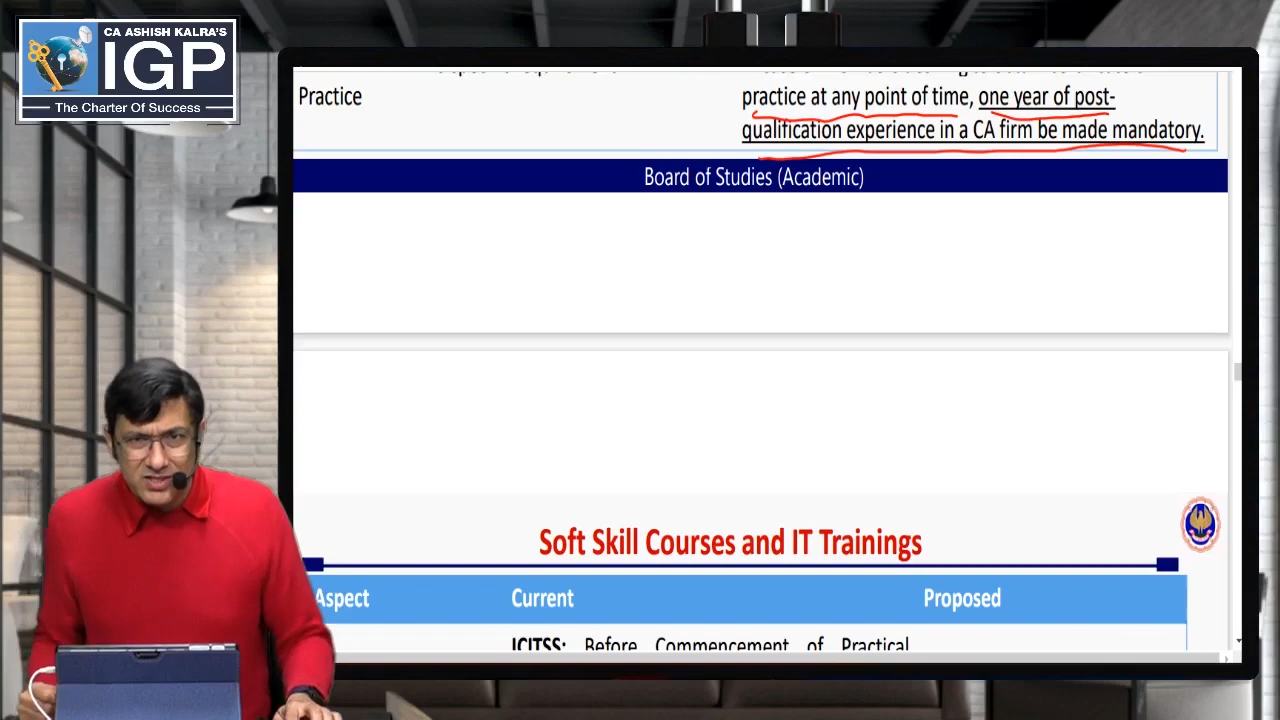 CA ASHISH KALRA'S
IGP
The Charter Of Success
Practice
practice at any point of time, one year of post-
qualification experience in a CA firm be made mandatory.
Board of Studies (Academic)
Soft Skill Courses and IT Trainings
Aspect Current Proposed
ICITSS: Before Commencement of Practical